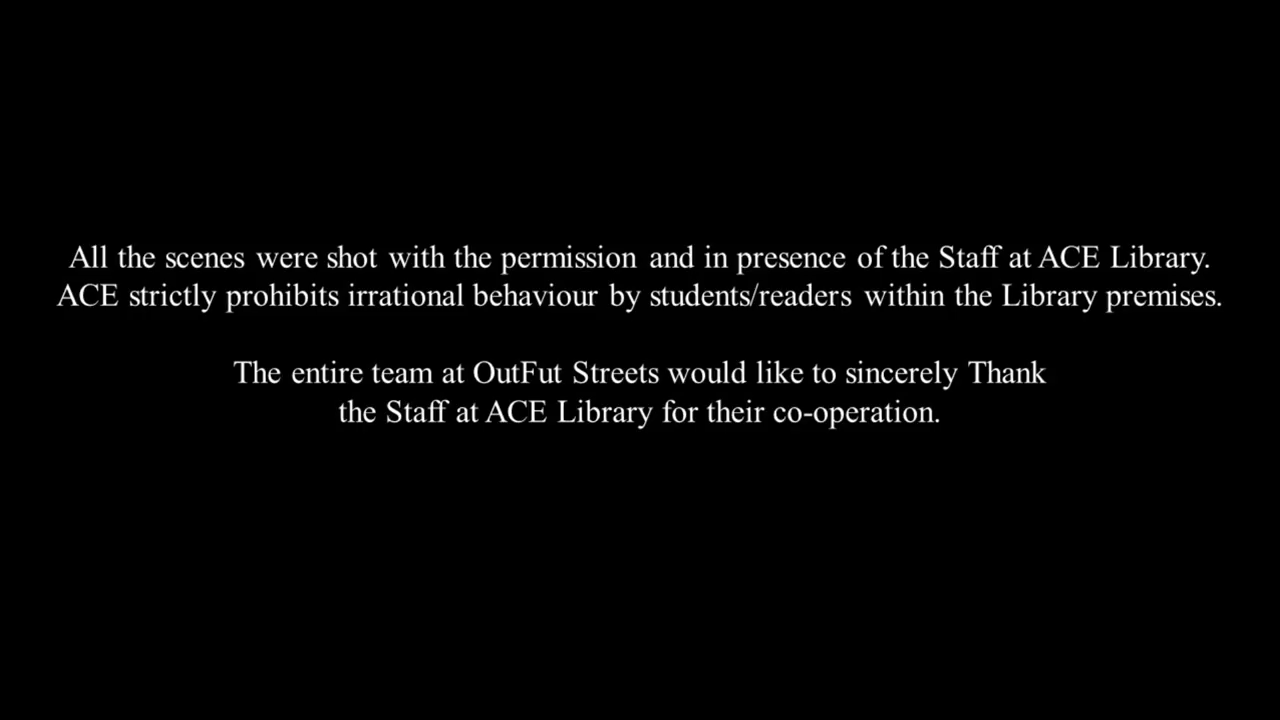 All the scenes were shot with the permission and in presence of the Staff at ACE Library.
ACE strictly prohibits irrational behaviour by students/readers within the Library premises.
The entire team at OutFut Streets would like to sincerely Thank
the Staff at ACE Library for their co-operation.